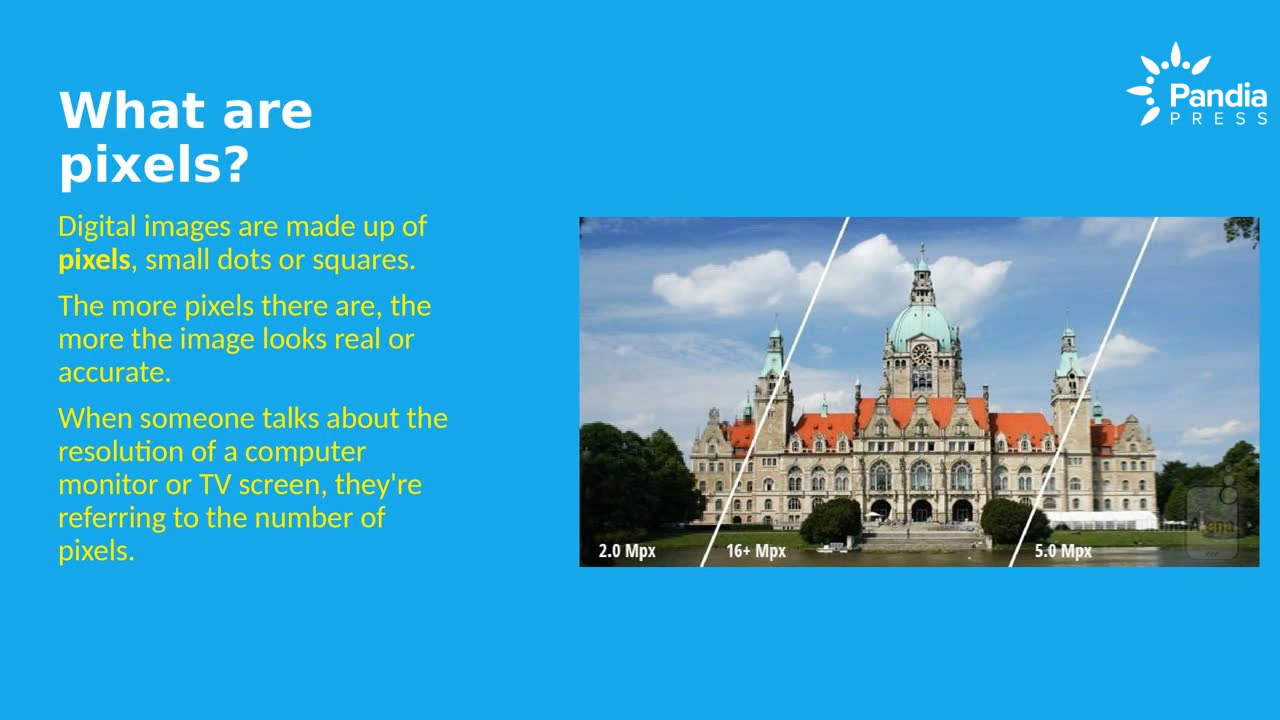 Pandia
PRESS
What are
pixels?
Digital images are made up of
pixels, small dots or squares.
The more pixels there are, the
more the image looks real or
accurate.
When someone talks about the
resolution of a computer
monitor or TV screen, they're
referring to the number of
pixels.
2.0 Mpx
16+ Mpx
5.0 Mpx